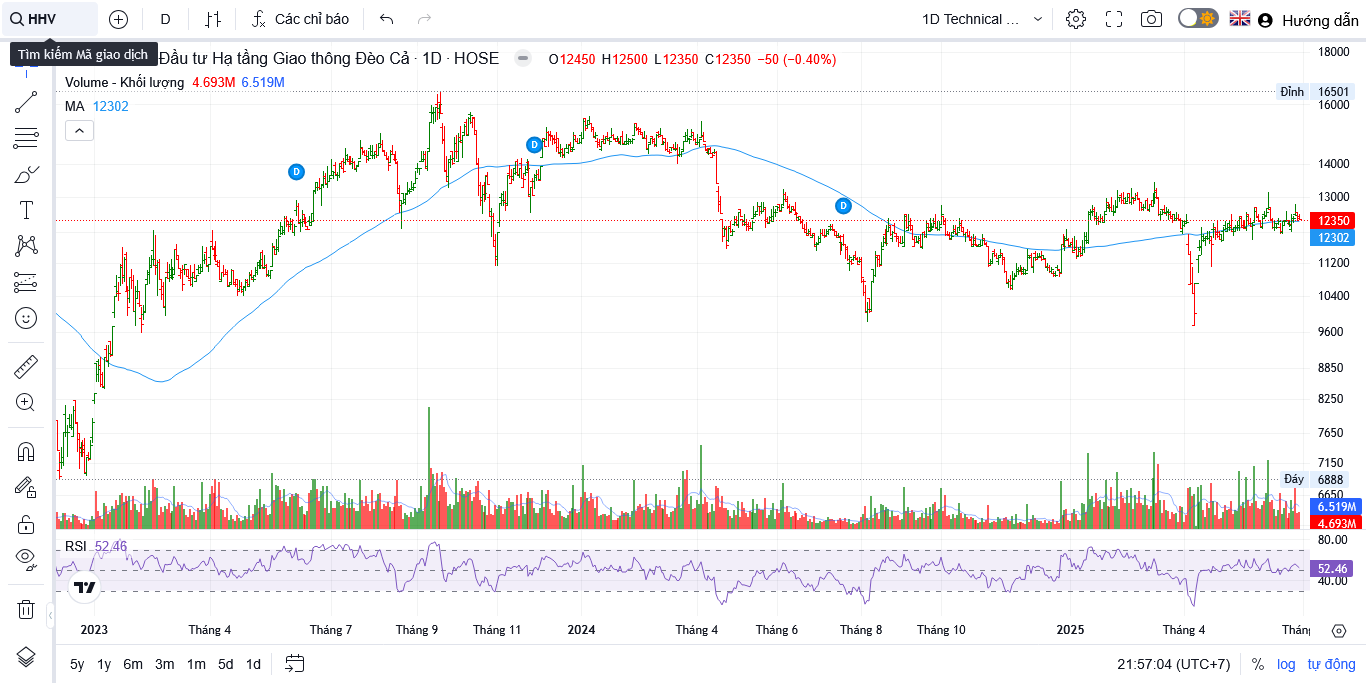 HHV
D
Các chỉ báo
1D Technical ...
Hướng dẫn
Tìm kiếm Mã giao dịch
Đầu tư Hạ tầng Giao thông Đèo Cả · 1D · HOSE
O12450 H12500 L12350 C12350 −50 (−0.40%)
Volume - Khối lượng 4.693M 6.519M
MA 12302
18000
Đỉnh 16501
16000
14000
13000
12350
12302
11200
10400
9600
8850
8250
7650
7150
Đáy 6888
6650
6.519M
4.693M
D
D
D
RSI 52.46
80.00
52.46
40.00
2023 Tháng 4 Tháng 7 Tháng 9 Tháng 11 2024 Tháng 4 Tháng 6 Tháng 8 Tháng 10 2025 Tháng 4 Thán
5y 1y 6m 3m 1m 5d 1d
21:57:04 (UTC+7) % log tự động